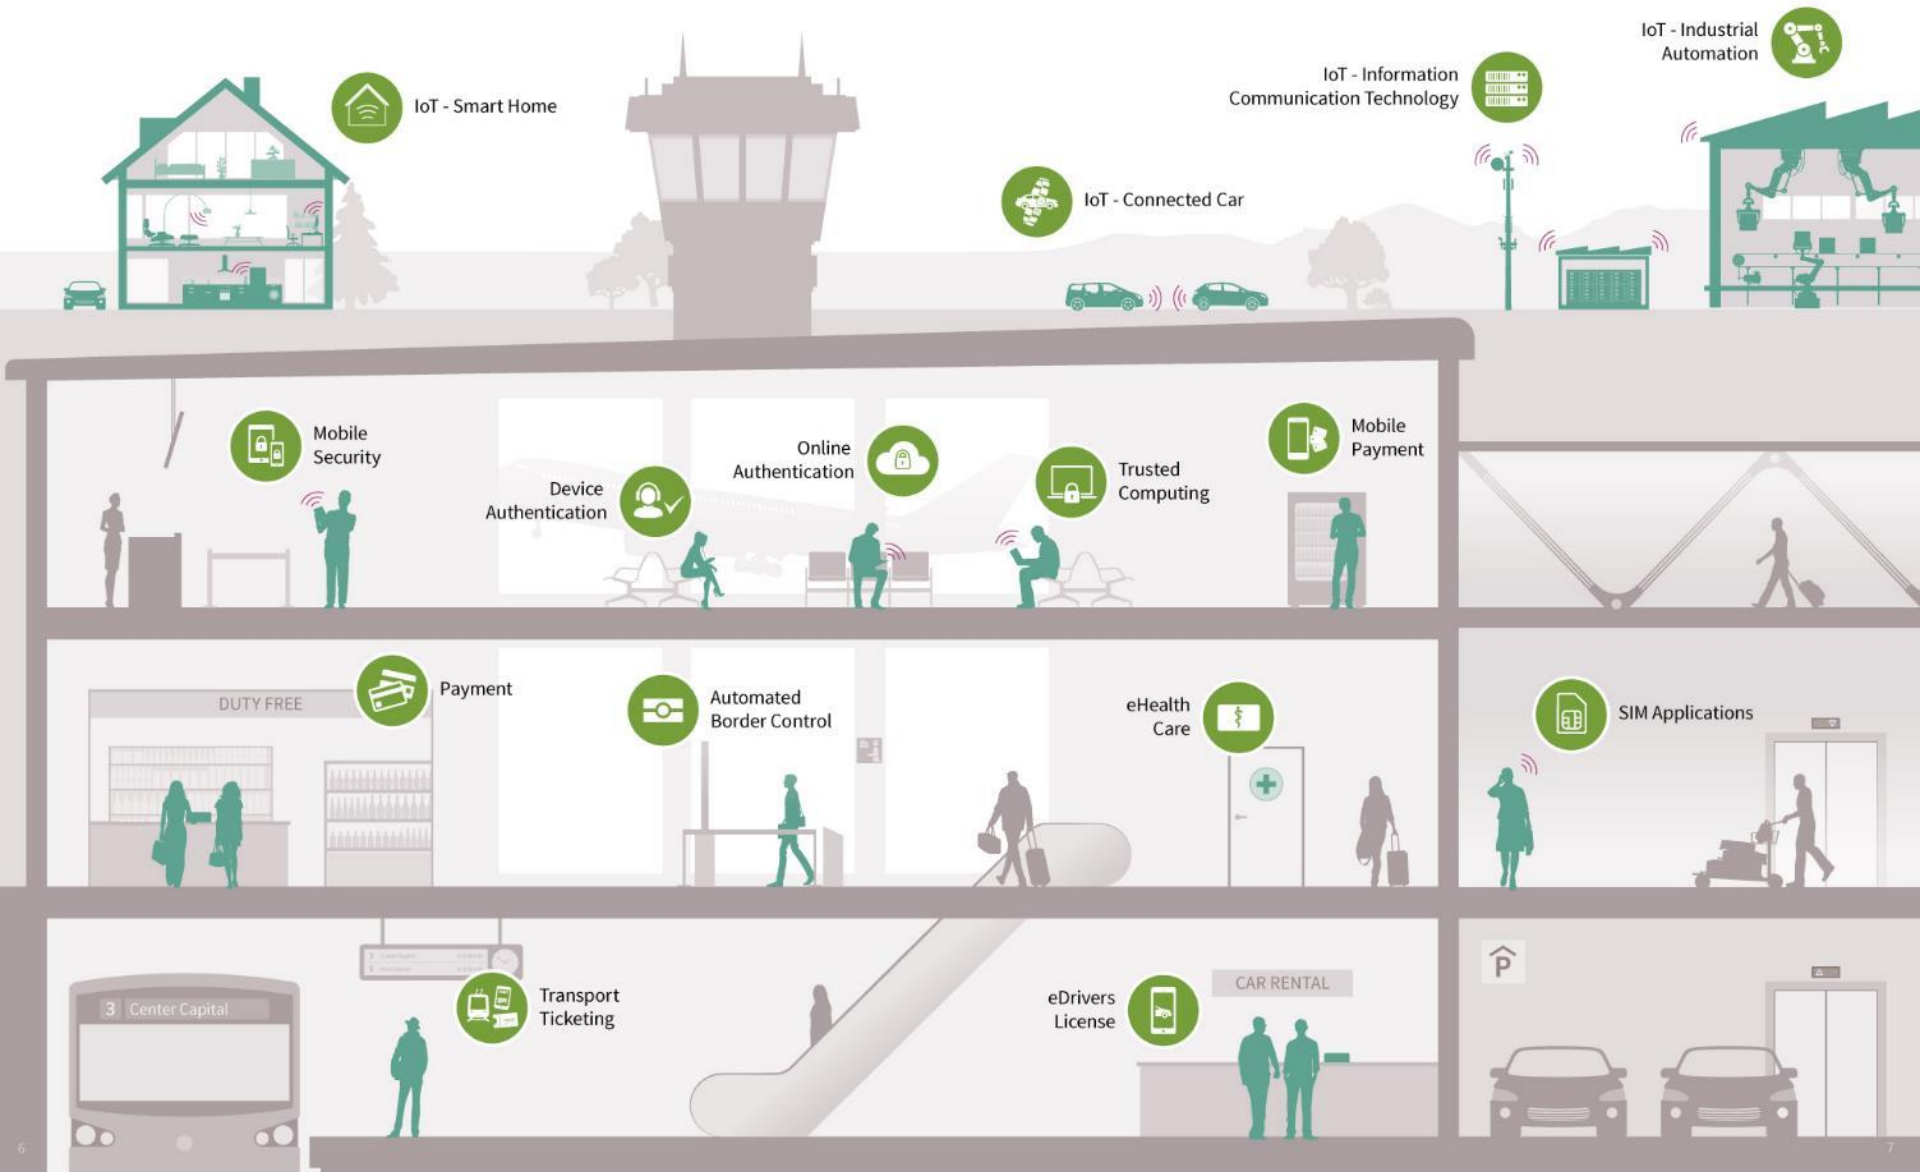 IoT - Smart Home
IoT - Industrial
Automation
IoT - Information
Communication Technology
IoT - Connected Car
Mobile
Security
Device
Authentication
Online
Authentication
Trusted
Computing
Mobile
Payment
DUTY FREE
Payment
Automated
Border Control
eHealth
Care
SIM Applications
3 Center Capital
Transport
Ticketing
eDrivers
License
CAR RENTAL
P
6
7